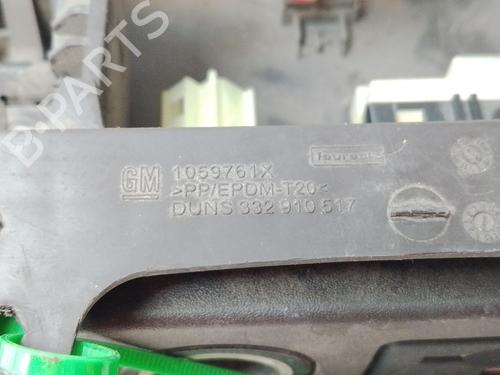 B-PARTS
GM
1059761X
>PP/EPDM-T20<
DUNS 332 910 517